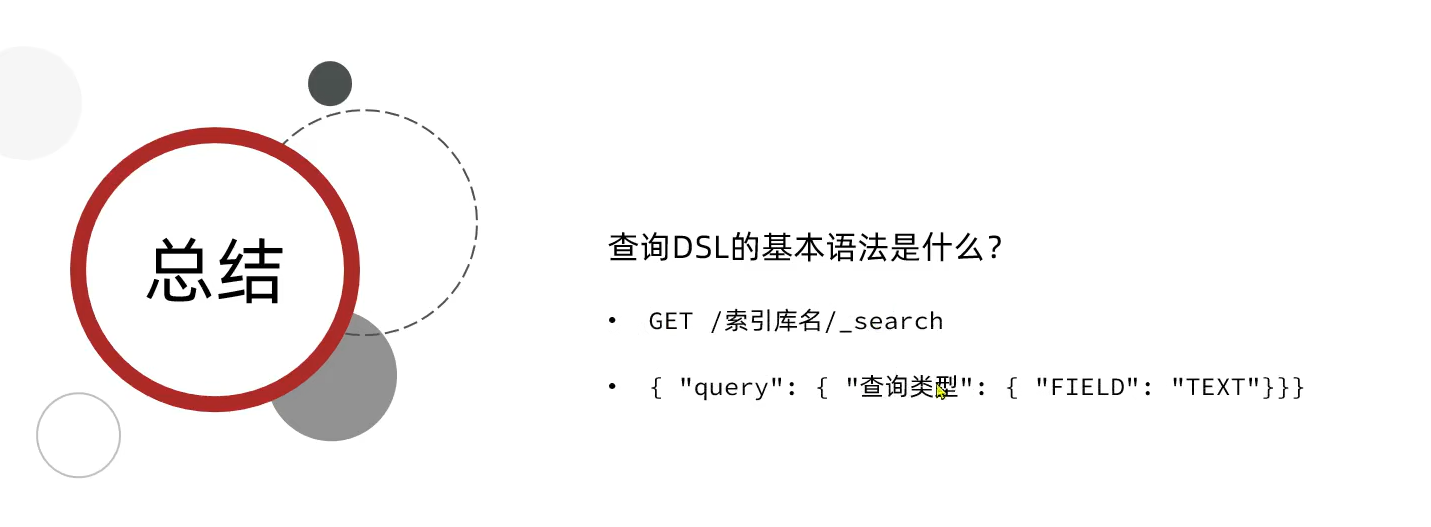 总结
查询DSL的基本语法是什么？
• GET /索引库名/_search
• { "query": { "查询类型": { "FIELD": "TEXT"}}}